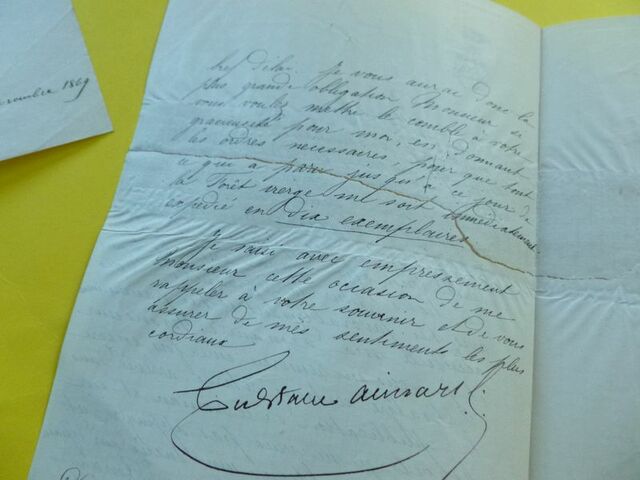 novembre 1869
bref délai. Je vous aurai donc la
plus grande obligation Monsieur si
vous voulez mettre le comble à votre
gracieuseté pour moi, en donnant
les ordres nécessaires, pour que tout
ce qui a paru jusqu'à ce jour de
la Forêt vierge me soit immédiatement
expédié en dix exemplaires.
Je saisi avec empressement
Monsieur cette occasion de me
rappeler à votre souvenir et de vous
assurer de mes sentiments les plus
cordiaux
Gustave Aimard